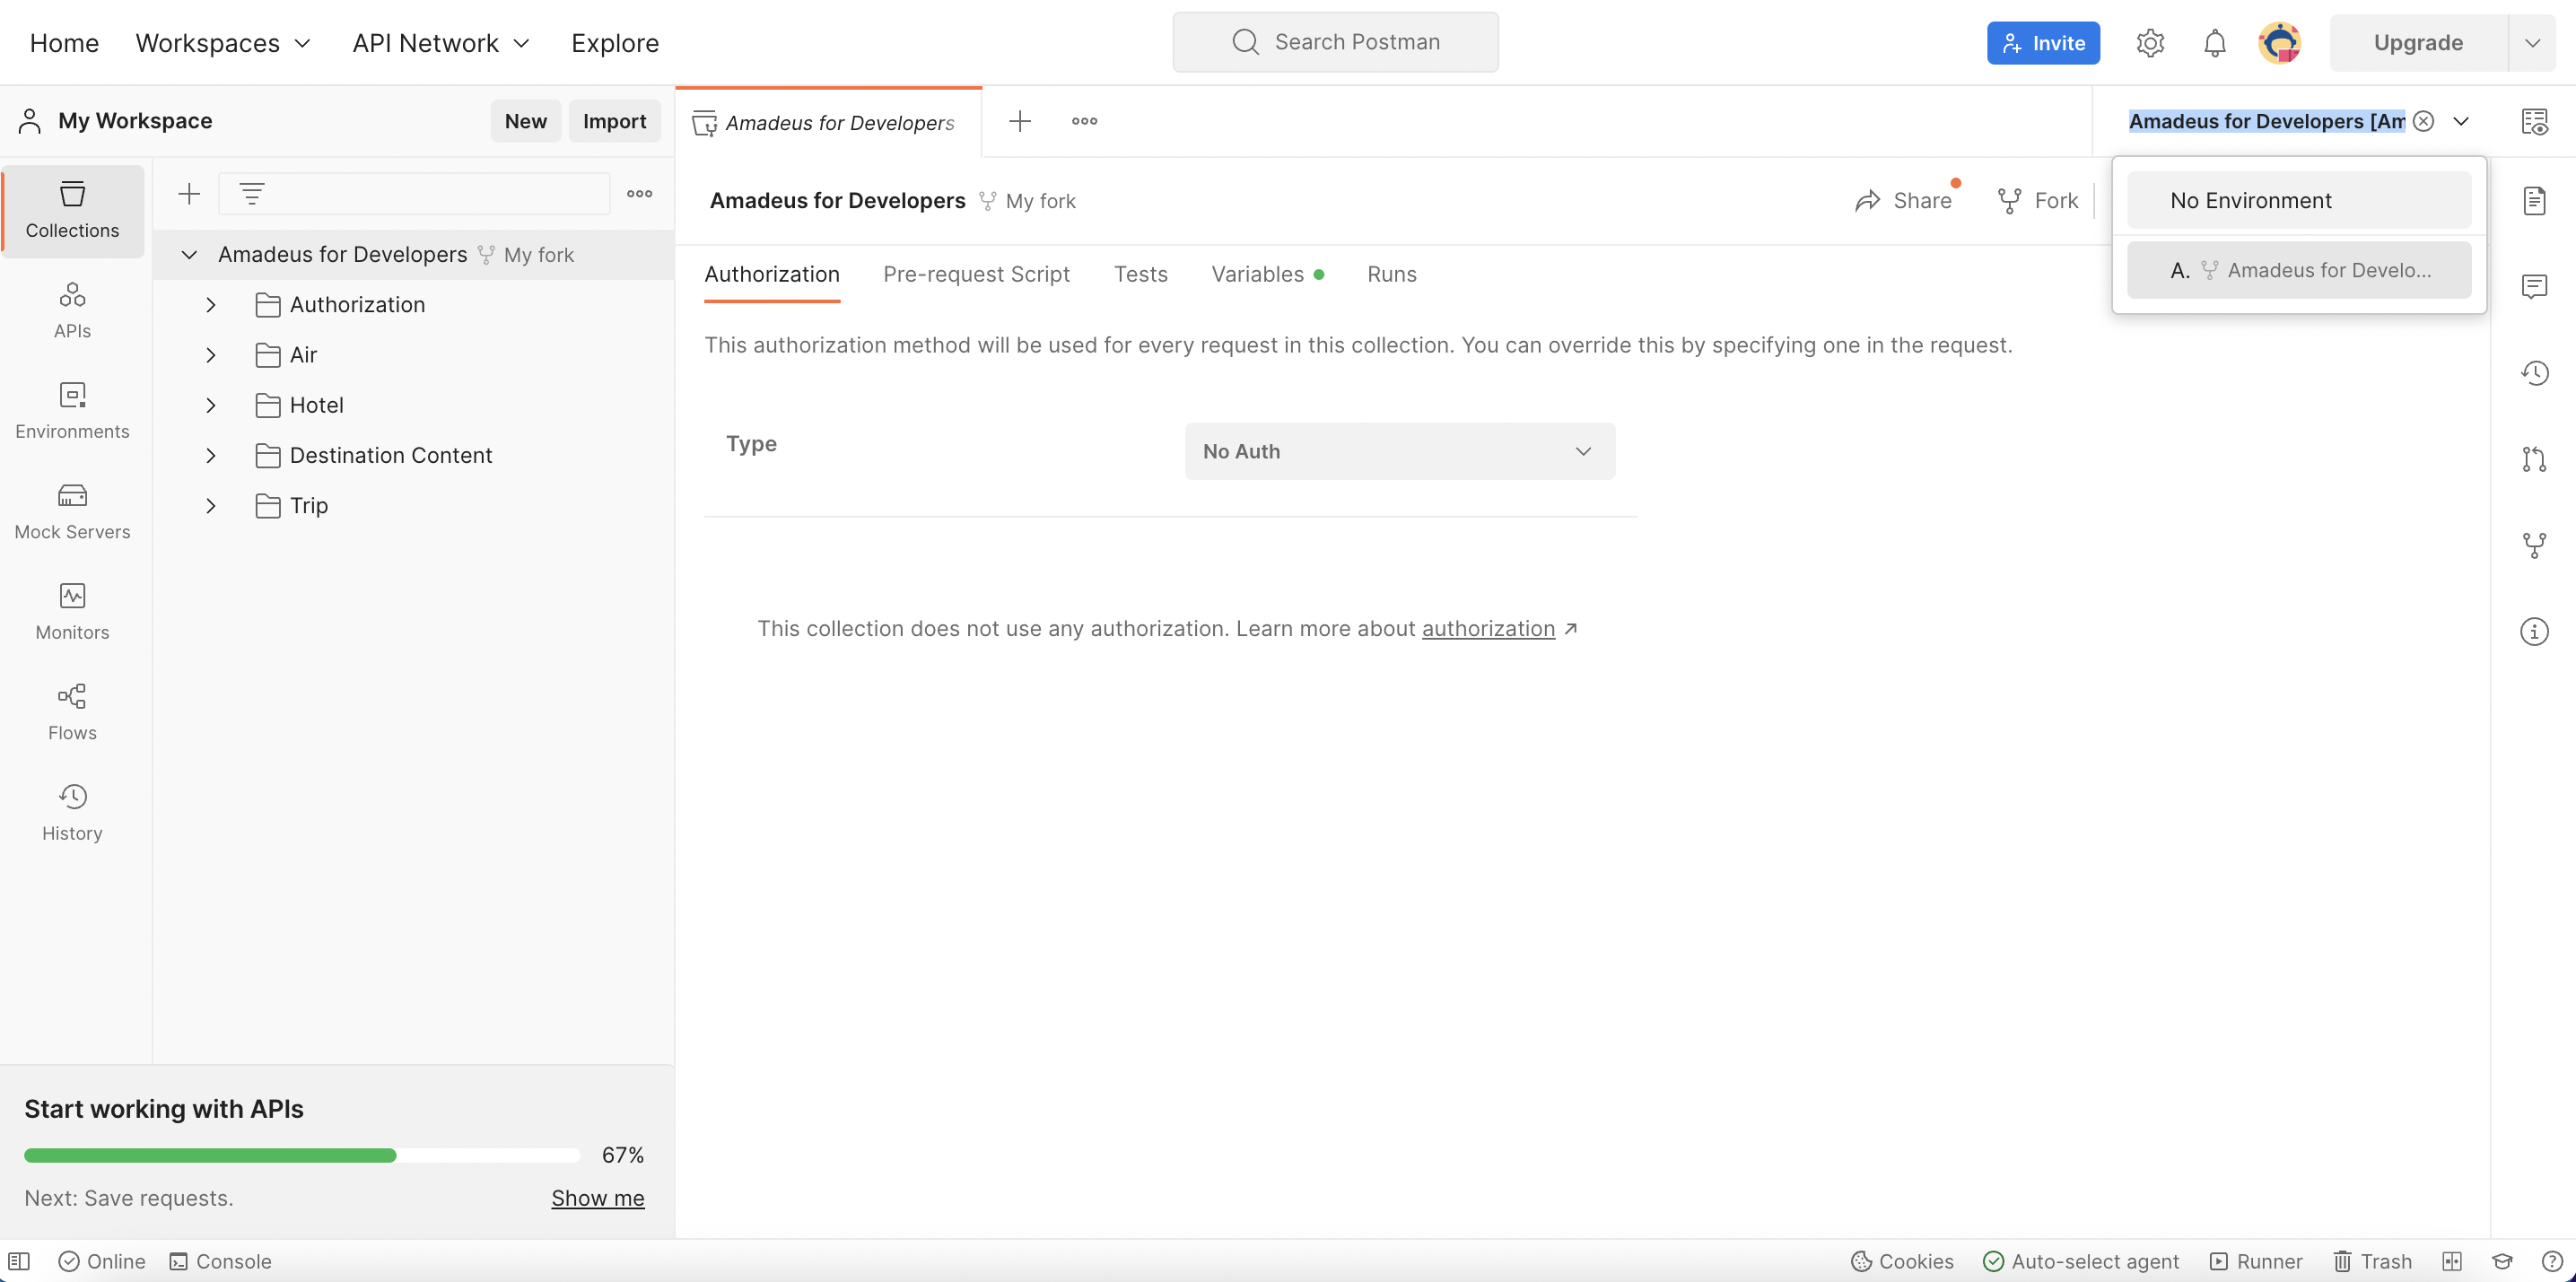 Home Workspaces API Network Explore Search Postman Invite Upgrade
My Workspace New Import Amadeus for Developers Amadeus for Developers [Am
Collections
APIs
Environments
Mock Servers
Monitors
Flows
History
Amadeus for Developers My fork
Authorization
Air
Hotel
Destination Content
Trip
Amadeus for Developers My fork Share Fork
No Environment
A. Amadeus for Develo...
Authorization Pre-request Script Tests Variables Runs
This authorization method will be used for every request in this collection. You can override this by specifying one in the request.
Type No Auth
This collection does not use any authorization. Learn more about authorization ↗
Start working with APIs
67%
Next: Save requests. Show me
Online Console Cookies Auto-select agent Runner Trash